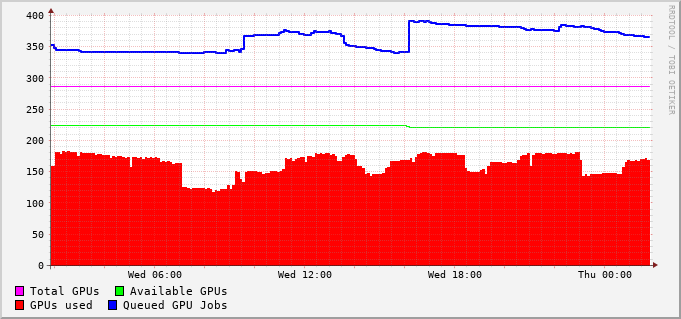 400
350
300
250
200
150
100
50
0
Wed 06:00 Wed 12:00 Wed 18:00 Thu 00:00
Total GPUs Available GPUs
GPUs used Queued GPU Jobs
RRDTOOL / TOBI OETIKER